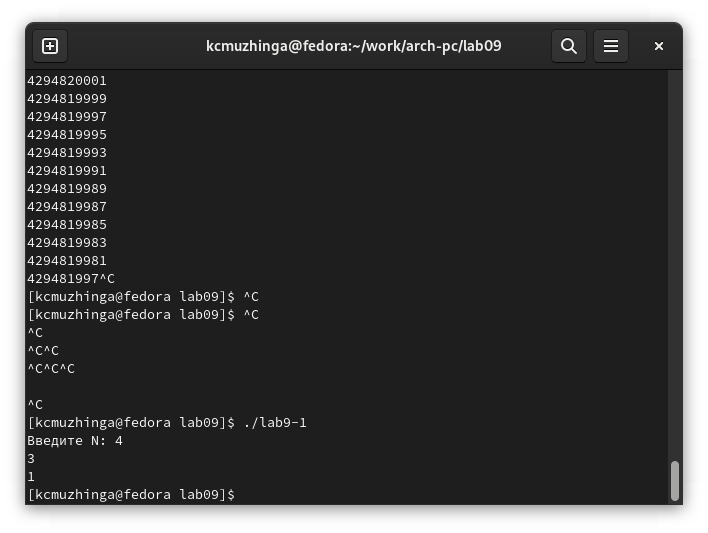 kcmuzhinga@fedora:~/work/arch-pc/lab09
4294820001
4294819999
4294819997
4294819995
4294819993
4294819991
4294819989
4294819987
4294819985
4294819983
4294819981
429481997^C
[kcmuzhinga@fedora lab09]$ ^C
[kcmuzhinga@fedora lab09]$ ^C
^C
^C^C
^C^C^C
^C
[kcmuzhinga@fedora lab09]$ ./lab9-1
Введите N: 4
3
1
[kcmuzhinga@fedora lab09]$